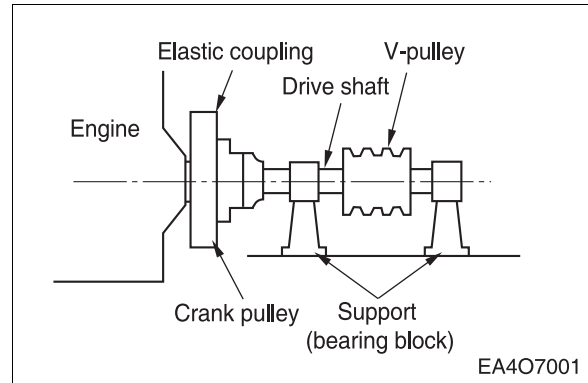 Elastic coupling
V-pulley
Drive shaft
Engine
Crank pulley
Support
(bearing block)
EA4O7001